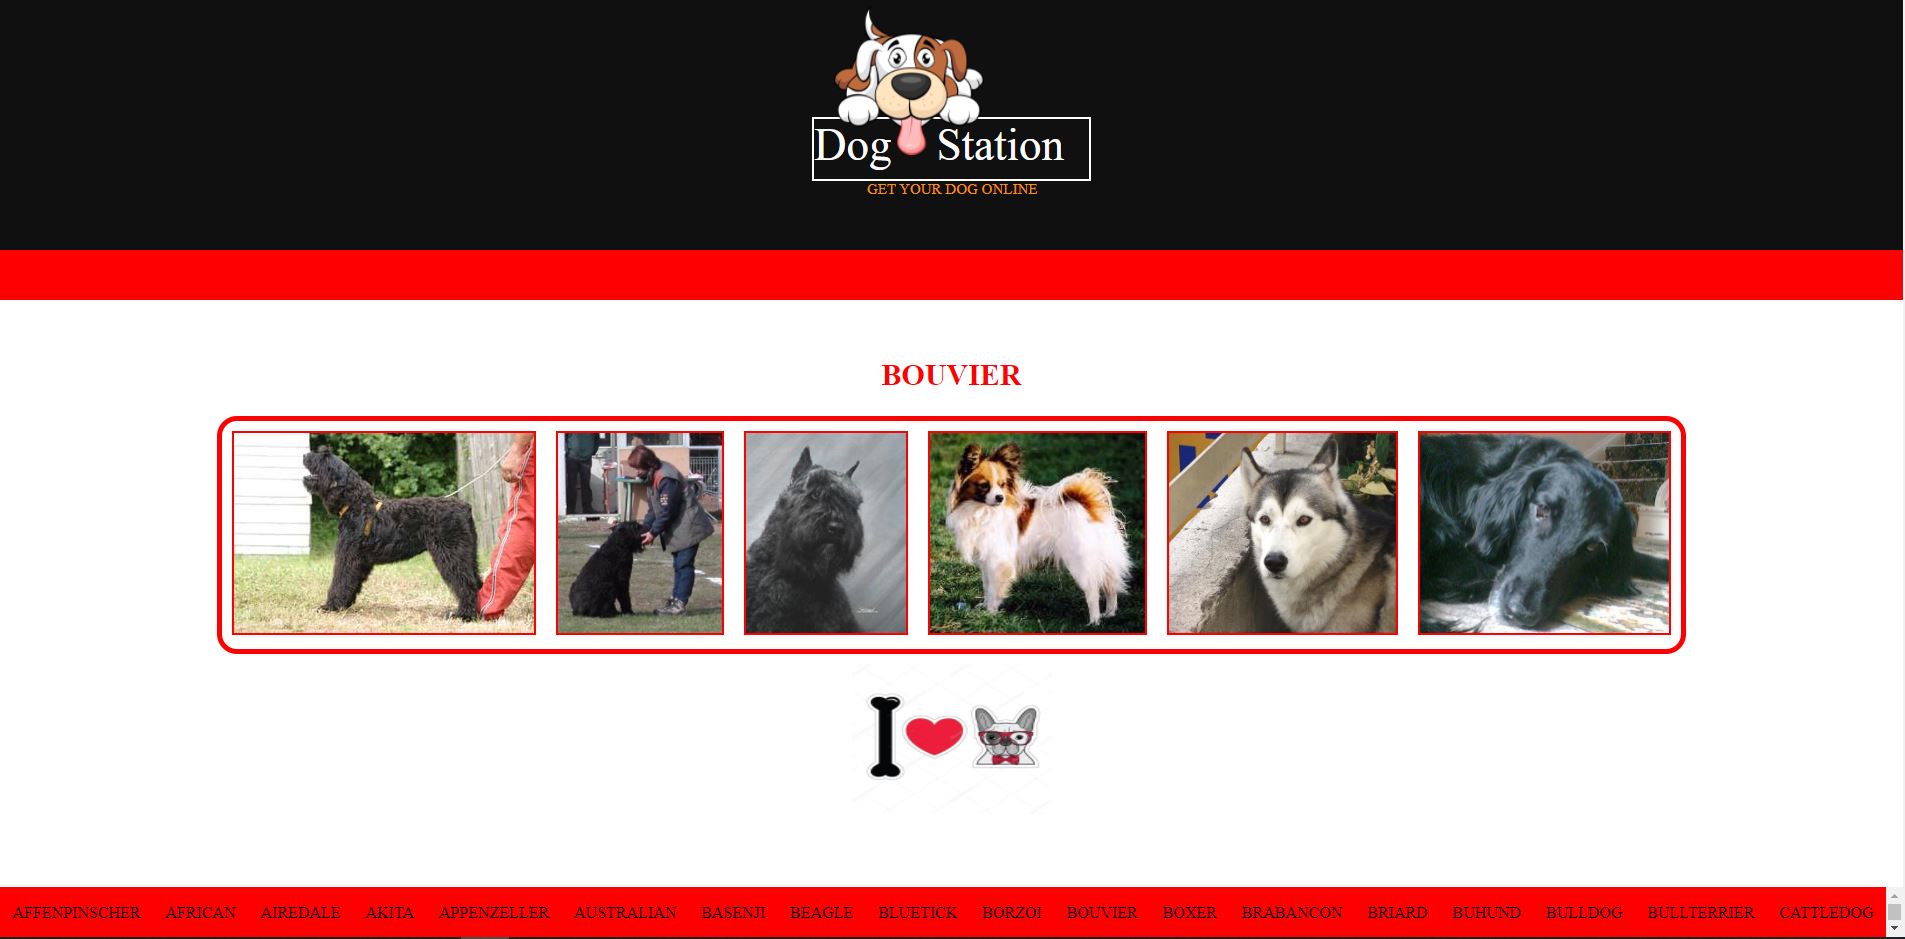 Dog Station
GET YOUR DOG ONLINE
BOUVIER
AFFENPINSCHER AFRICAN AIREDALE AKITA APPENZELLER AUSTRALIAN BASENJI BEAGLE BLUETICK BORZOI BOUVIER BOXER BRABANCON BRIARD BUHUND BULLDOG BULLTERRIER CATTLEDOG